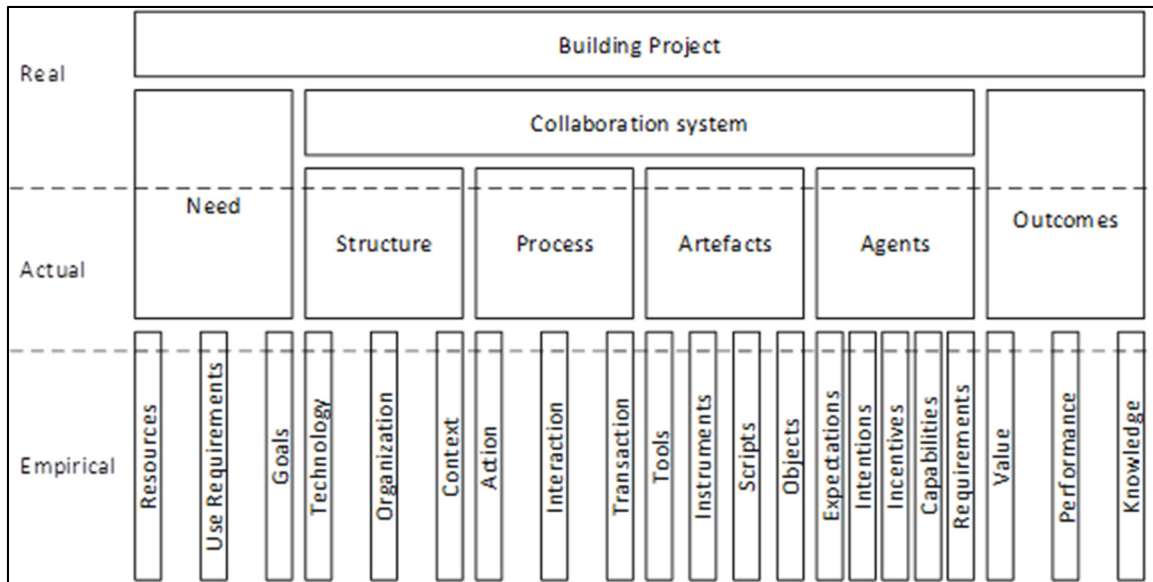 Building Project
Real
Collaboration system
Need
Outcomes
Structure
Process
Artefacts
Agents
Actual
Resources
Use Requirements
Goals
Technology
Organization
Context
Action
Interaction
Transaction
Tools
Instruments
Scripts
Objects
Expectations
Intentions
Incentives
Capabilities
Requirements
Value
Performance
Knowledge
Empirical